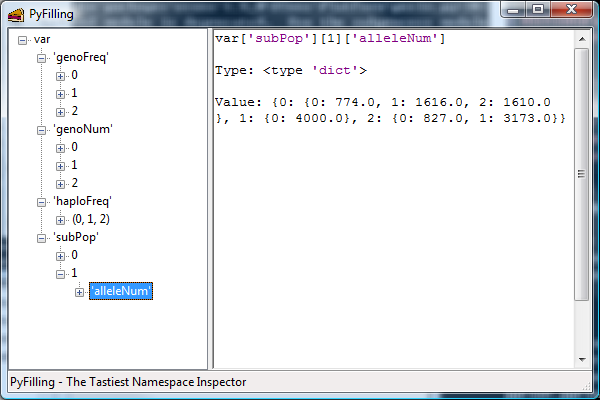 PyFilling
var
'genoFreq'
0
1
2
'genoNum'
0
1
2
'haploFreq'
(0, 1, 2)
'subPop'
0
1
'alleleNum'
var['subPop'][1]['alleleNum']
Type: <type 'dict'>
Value: {0: {0: 774.0, 1: 1616.0, 2: 1610.0
}, 1: {0: 4000.0}, 2: {0: 827.0, 1: 3173.0}}
PyFilling - The Tastiest Namespace Inspector